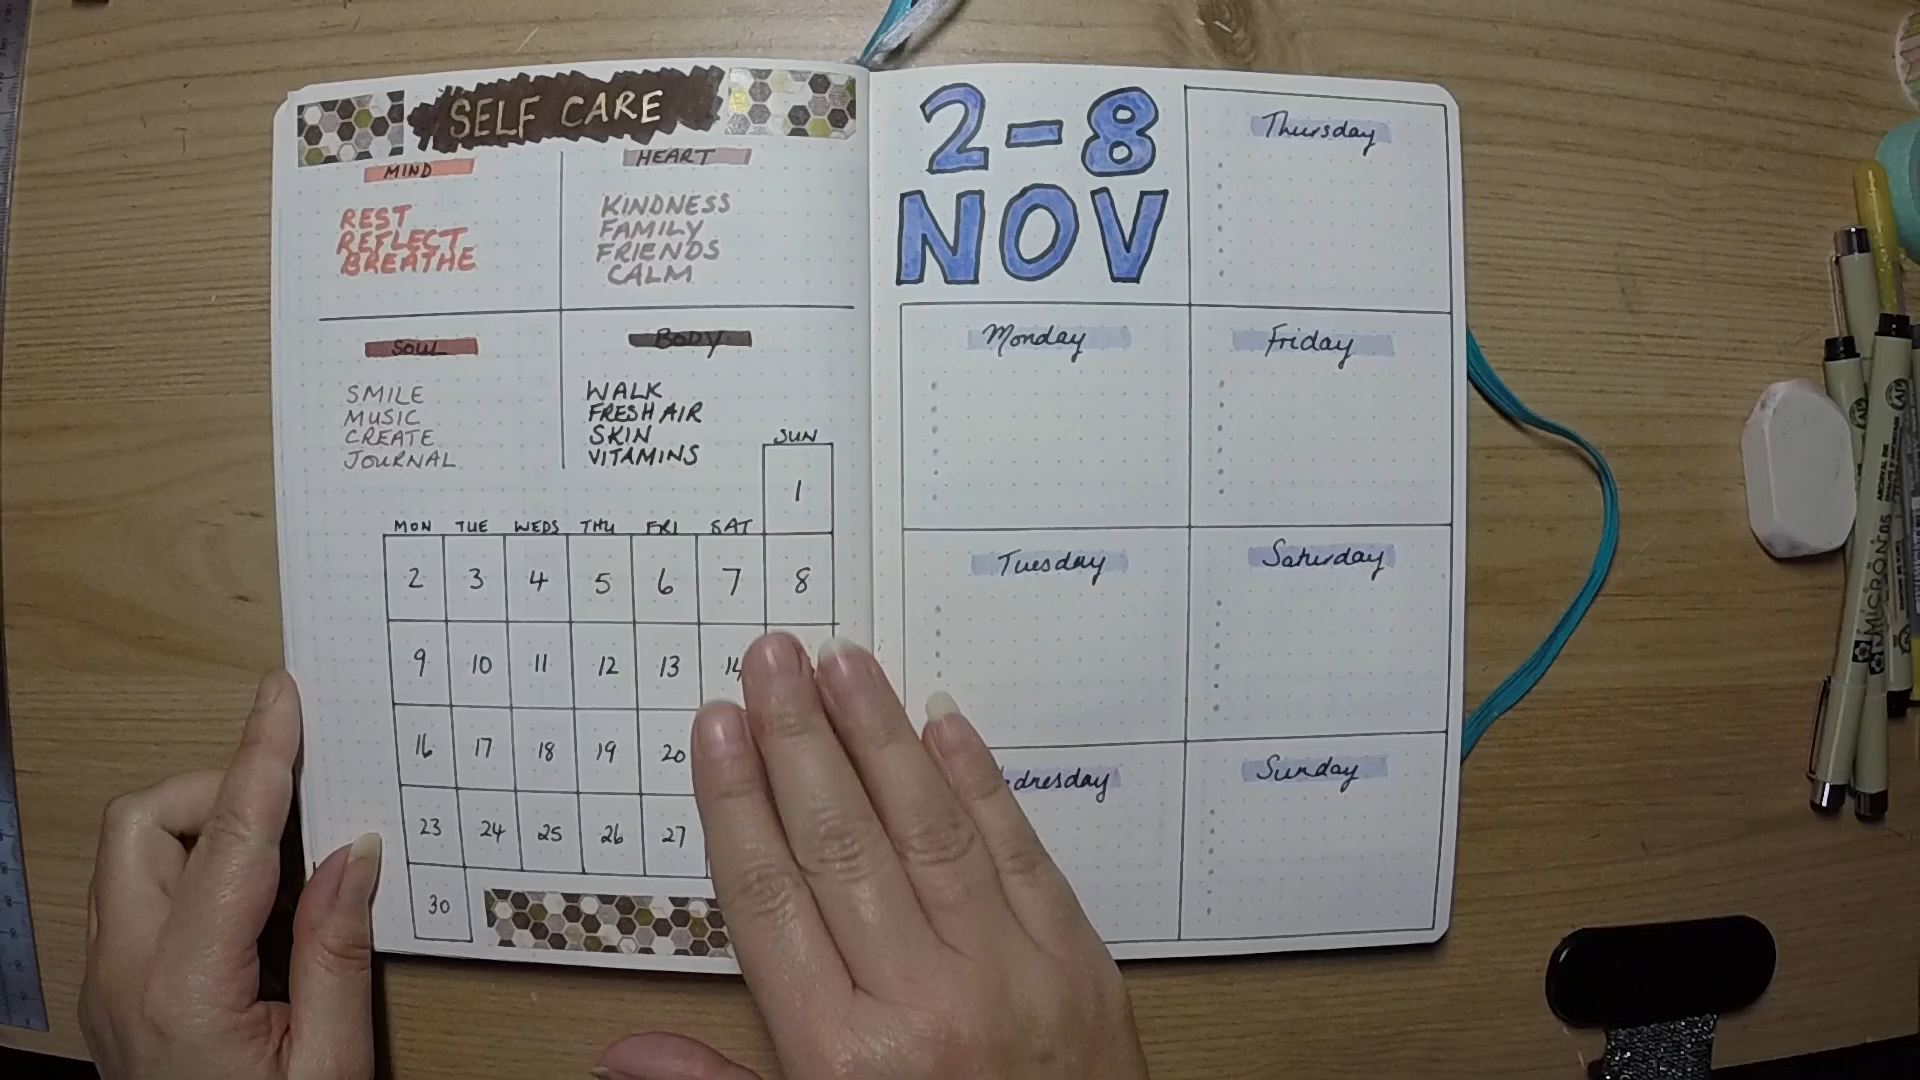 SELF CARE
MIND
REST
REFLECT
BREATHE
HEART
KINDNESS
FAMILY
FRIENDS
CALM
SOUL
SMILE
MUSIC
CREATE
JOURNAL
BODY
WALK
FRESH AIR
SKIN
VITAMINS
SUN
1
MON TUE WEDS THU FRI SAT
2 3 4 5 6 7 8
9 10 11 12 13 14
16 17 18 19 20
23 24 25 26 27
30
2-8
NOV
Monday
Tuesday
Thursday
Friday
Saturday
Sunday
MICRON 05